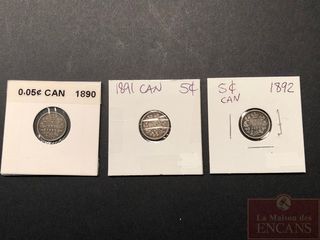 0.05¢ CAN 1890
1891 CAN 5¢
5¢ 1892
CAN
La Maison des
ENCANS